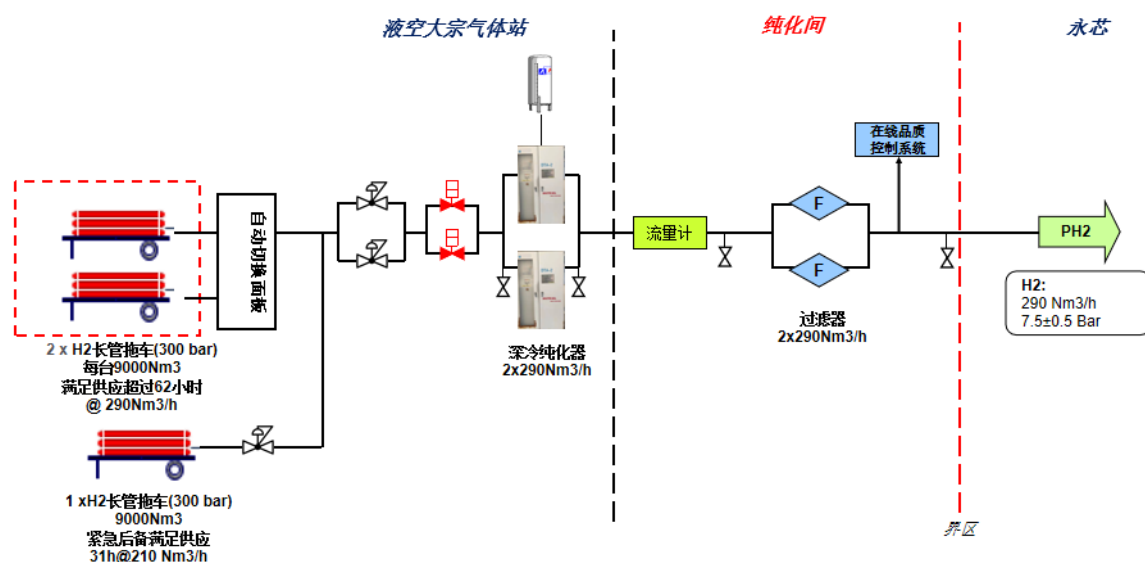 液空大宗气体站
纯化间
永芯
在线品质
控制系统
自动切换面板
流量计
F
F
PH2
H2:
290 Nm3/h
7.5±0.5 Bar
2 x H2长管拖车(300 bar)
每台9000Nm3
满足供应超过62小时
@ 290Nm3/h
深冷纯化器
2x290Nm3/h
过滤器
2x290Nm3/h
1 xH2长管拖车(300 bar)
9000Nm3
紧急后备满足供应
31h@210 Nm3/h
界区